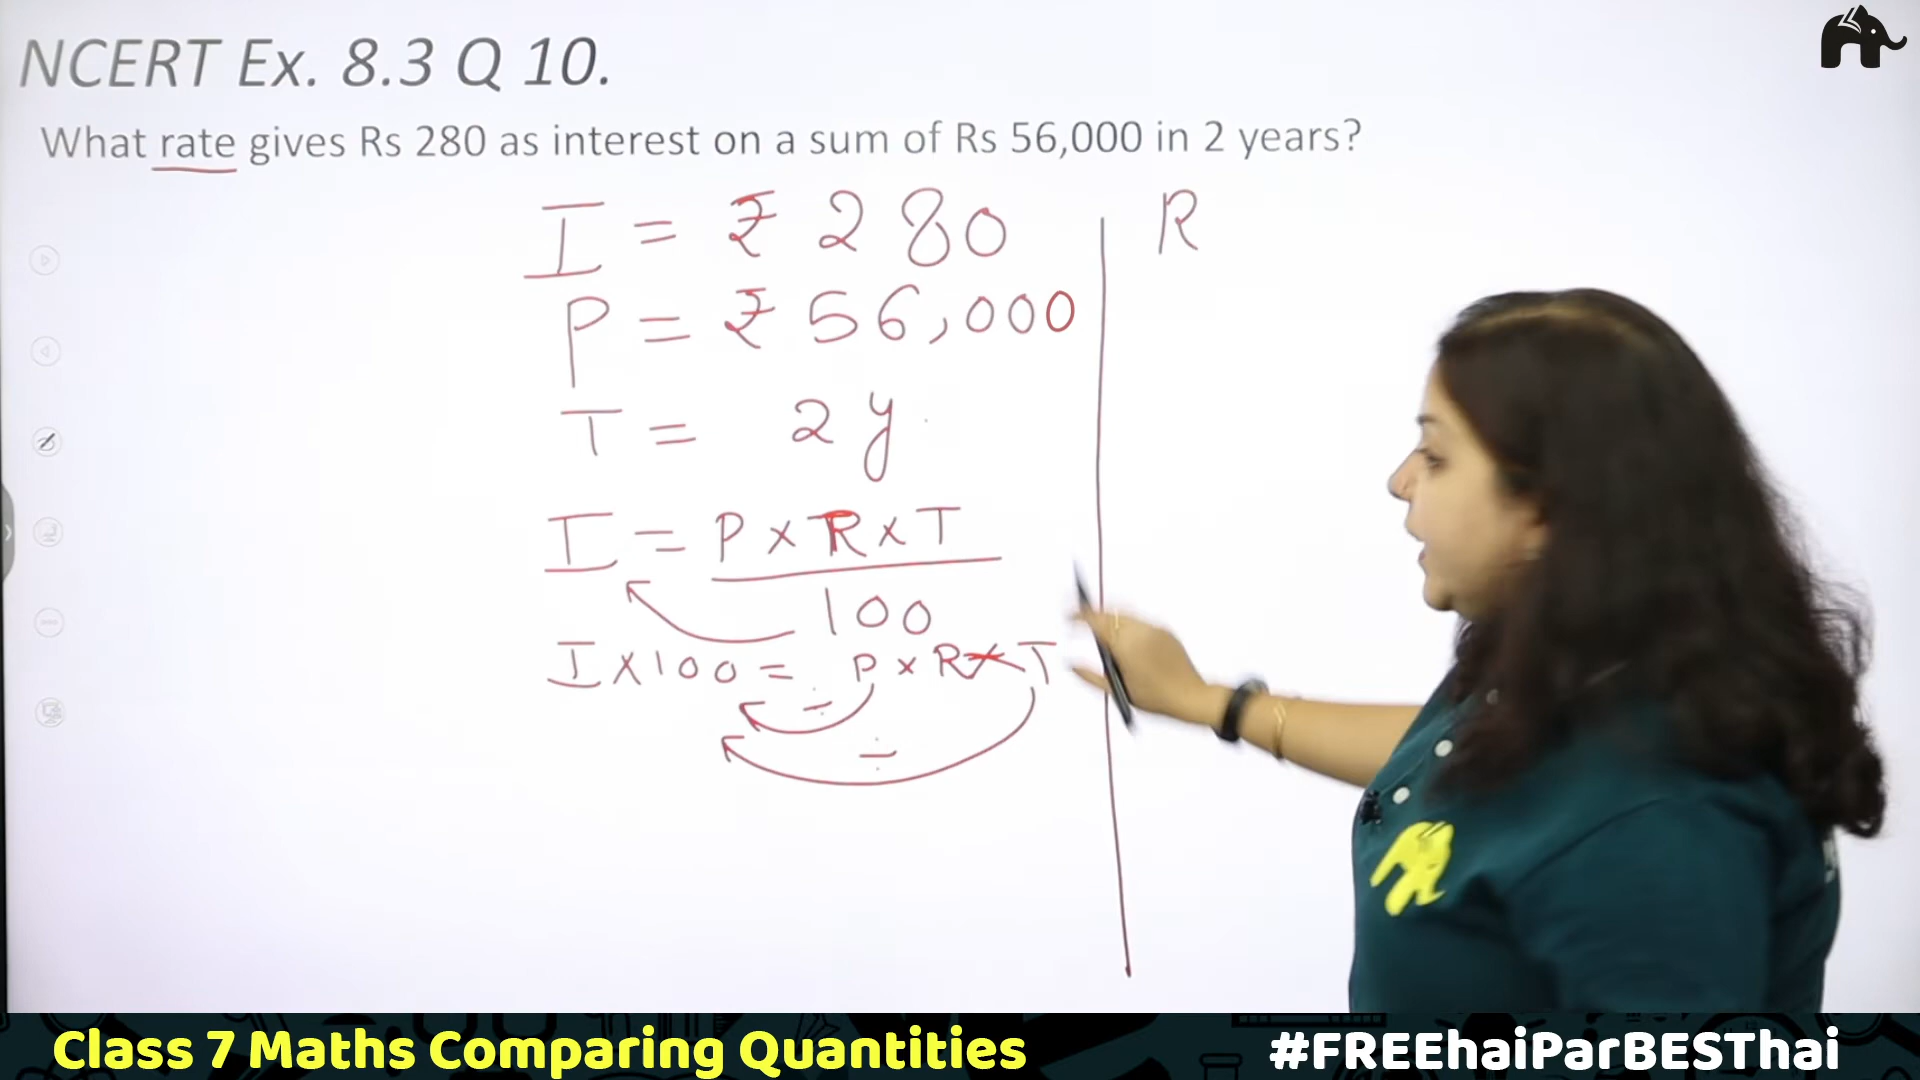 NCERT Ex. 8.3 Q 10.
What rate gives Rs 280 as interest on a sum of Rs 56,000 in 2 years?
I = ₹ 280
P = ₹ 56,000
T = 2 y
I = P × R × T
100
I × 100 = P × R × T
÷
÷
R
Class 7 Maths Comparing Quantities
#FREEhaiParBESThai